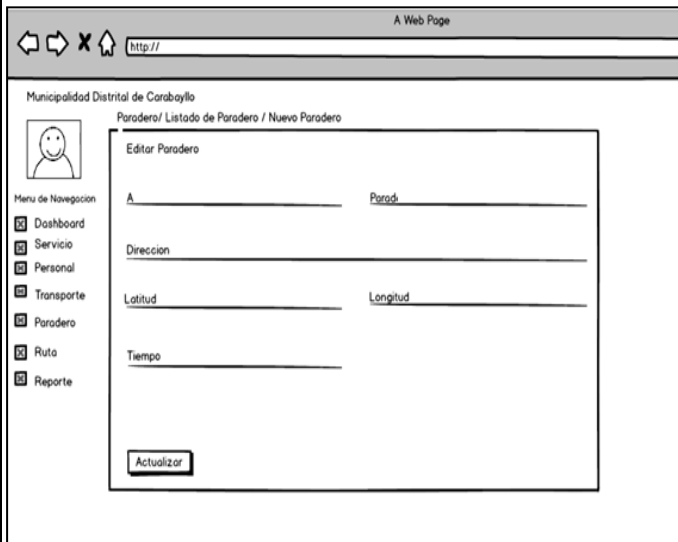 A Web Page
http://
Municipalidad Distrital de Carabayllo
Paradero/ Listado de Paradero / Nuevo Paradero
Editar Paradero
Menu de Navegacion
A
Parad
Dashboard
Servicio
Direccion
Personal
Transporte
Latitud
Longitud
Paradero
Ruta
Tiempo
Reporte
Actualizar